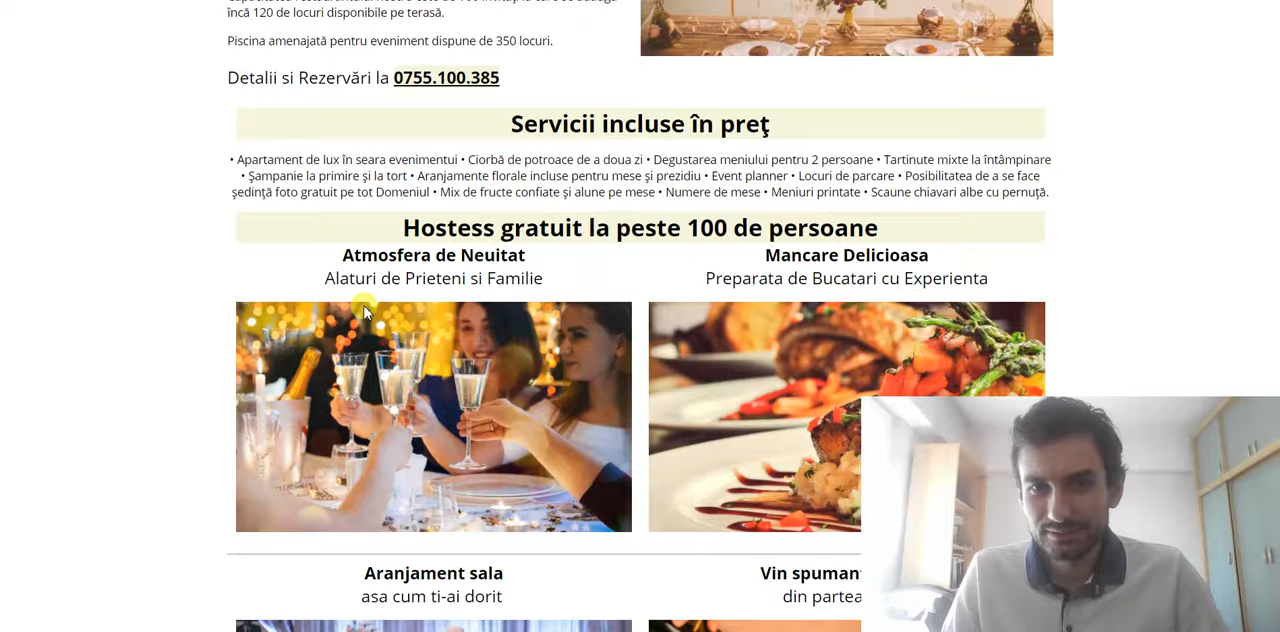 încă 120 de locuri disponibile pe terasă.
Piscina amenajată pentru eveniment dispune de 350 locuri.
Detalii si Rezervări la 0755.100.385
Servicii incluse în preţ
• Apartament de lux în seara evenimentui • Ciorbă de potroace de a doua zi • Degustarea meniului pentru 2 persoane • Tartinute mixte la întâmpinare
• Şampanie la primire şi la tort • Aranjamente florale incluse pentru mese şi prezidiu • Event planner • Locuri de parcare • Posibilitatea de a se face
şedinţă foto gratuit pe tot Domeniul • Mix de fructe confiate şi alune pe mese • Numere de mese • Meniuri printate • Scaune chiavari albe cu pernuţă.
Hostess gratuit la peste 100 de persoane
Atmosfera de Neuitat
Alaturi de Prieteni si Familie
Mancare Delicioasa
Preparata de Bucatari cu Experienta
Aranjament sala
asa cum ti-ai dorit
Vin spuman
din partea